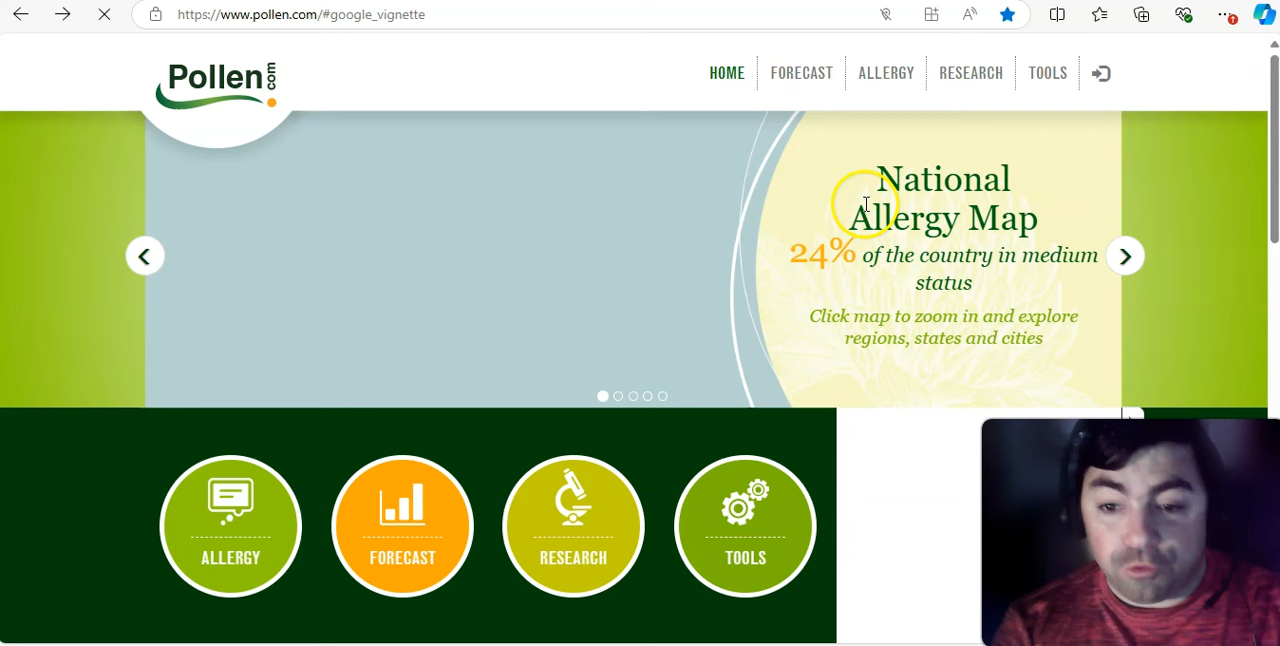 https://www.pollen.com/#google_vignette
Pollen.com
HOME FORECAST ALLERGY RESEARCH TOOLS
National
Allergy Map
24% of the country in medium
status
Click map to zoom in and explore
regions, states and cities
ALLERGY FORECAST RESEARCH TOOLS